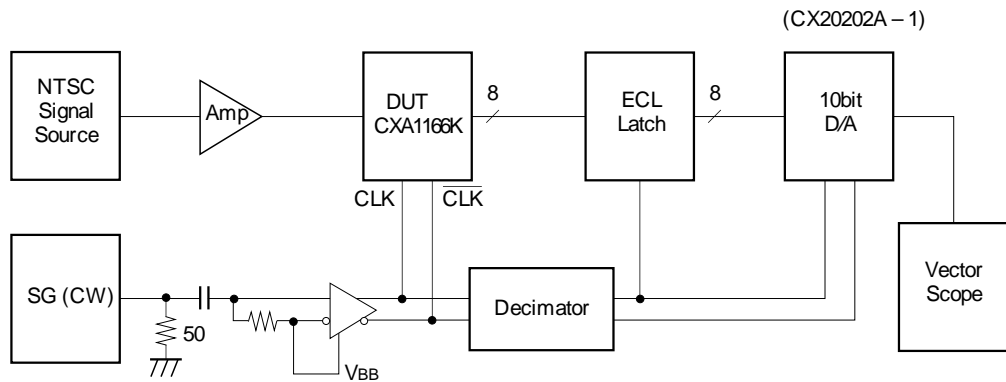 (CX20202A – 1)
NTSC
Signal
Source
Amp
DUT
CXA1166K
8
ECL
Latch
8
10bit
D/A
CLK
CLK
SG (CW)
50
VBB
Decimator
Vector
Scope